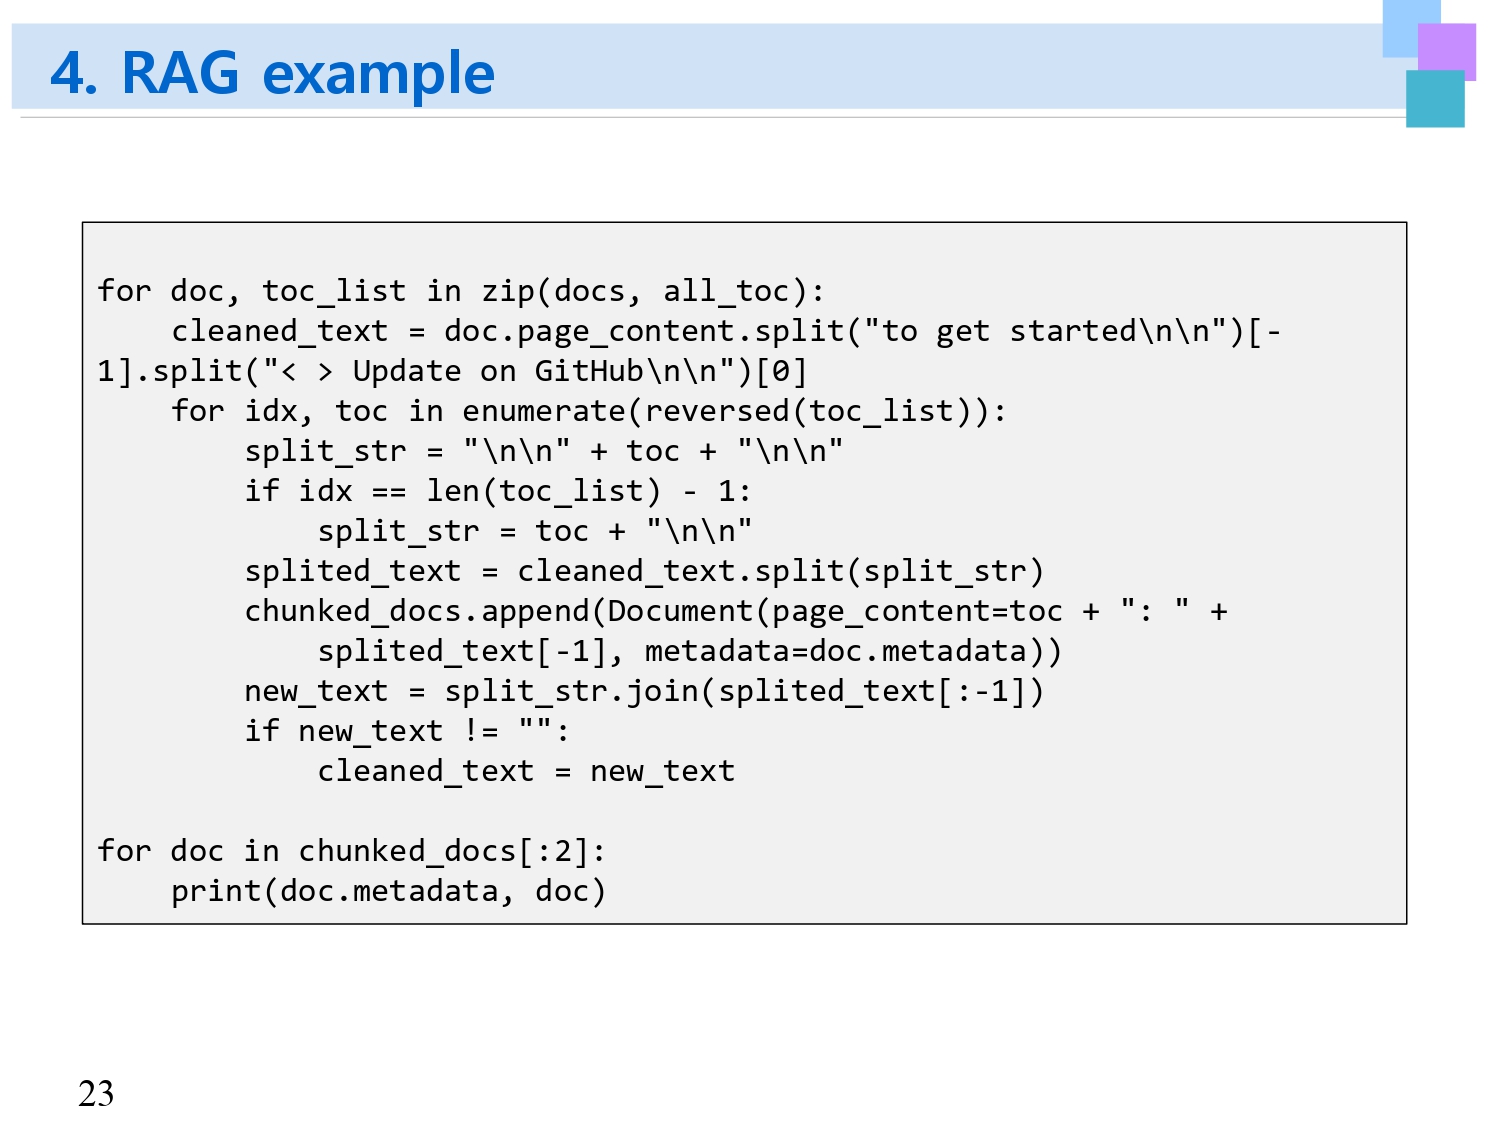 4. RAG example
for doc, toc_list in zip(docs, all_toc):
    cleaned_text = doc.page_content.split("to get started\n\n")[-
1].split("< > Update on GitHub\n\n")[0]
    for idx, toc in enumerate(reversed(toc_list)):
        split_str = "\n\n" + toc + "\n\n"
        if idx == len(toc_list) - 1:
            split_str = toc + "\n\n"
        splited_text = cleaned_text.split(split_str)
        chunked_docs.append(Document(page_content=toc + ": " +
            splited_text[-1], metadata=doc.metadata))
        new_text = split_str.join(splited_text[:-1])
        if new_text != "":
            cleaned_text = new_text
for doc in chunked_docs[:2]:
    print(doc.metadata, doc)
23